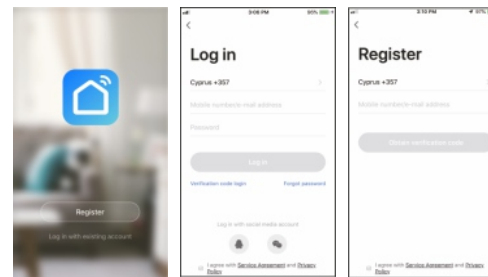 Register
Log in with existing account
3:08 PM
80%
Log in
Cyprus +357
Mobile number/e-mail address
Password
Log in
Verification code login
Forgot password
Log in with social media account
I agree with Service Agreement and Privacy
Policy
3:10 PM
Register
Cyprus +357
Mobile number/e-mail address
Obtain verification code
I agree with Service Agreement and Privacy
Policy